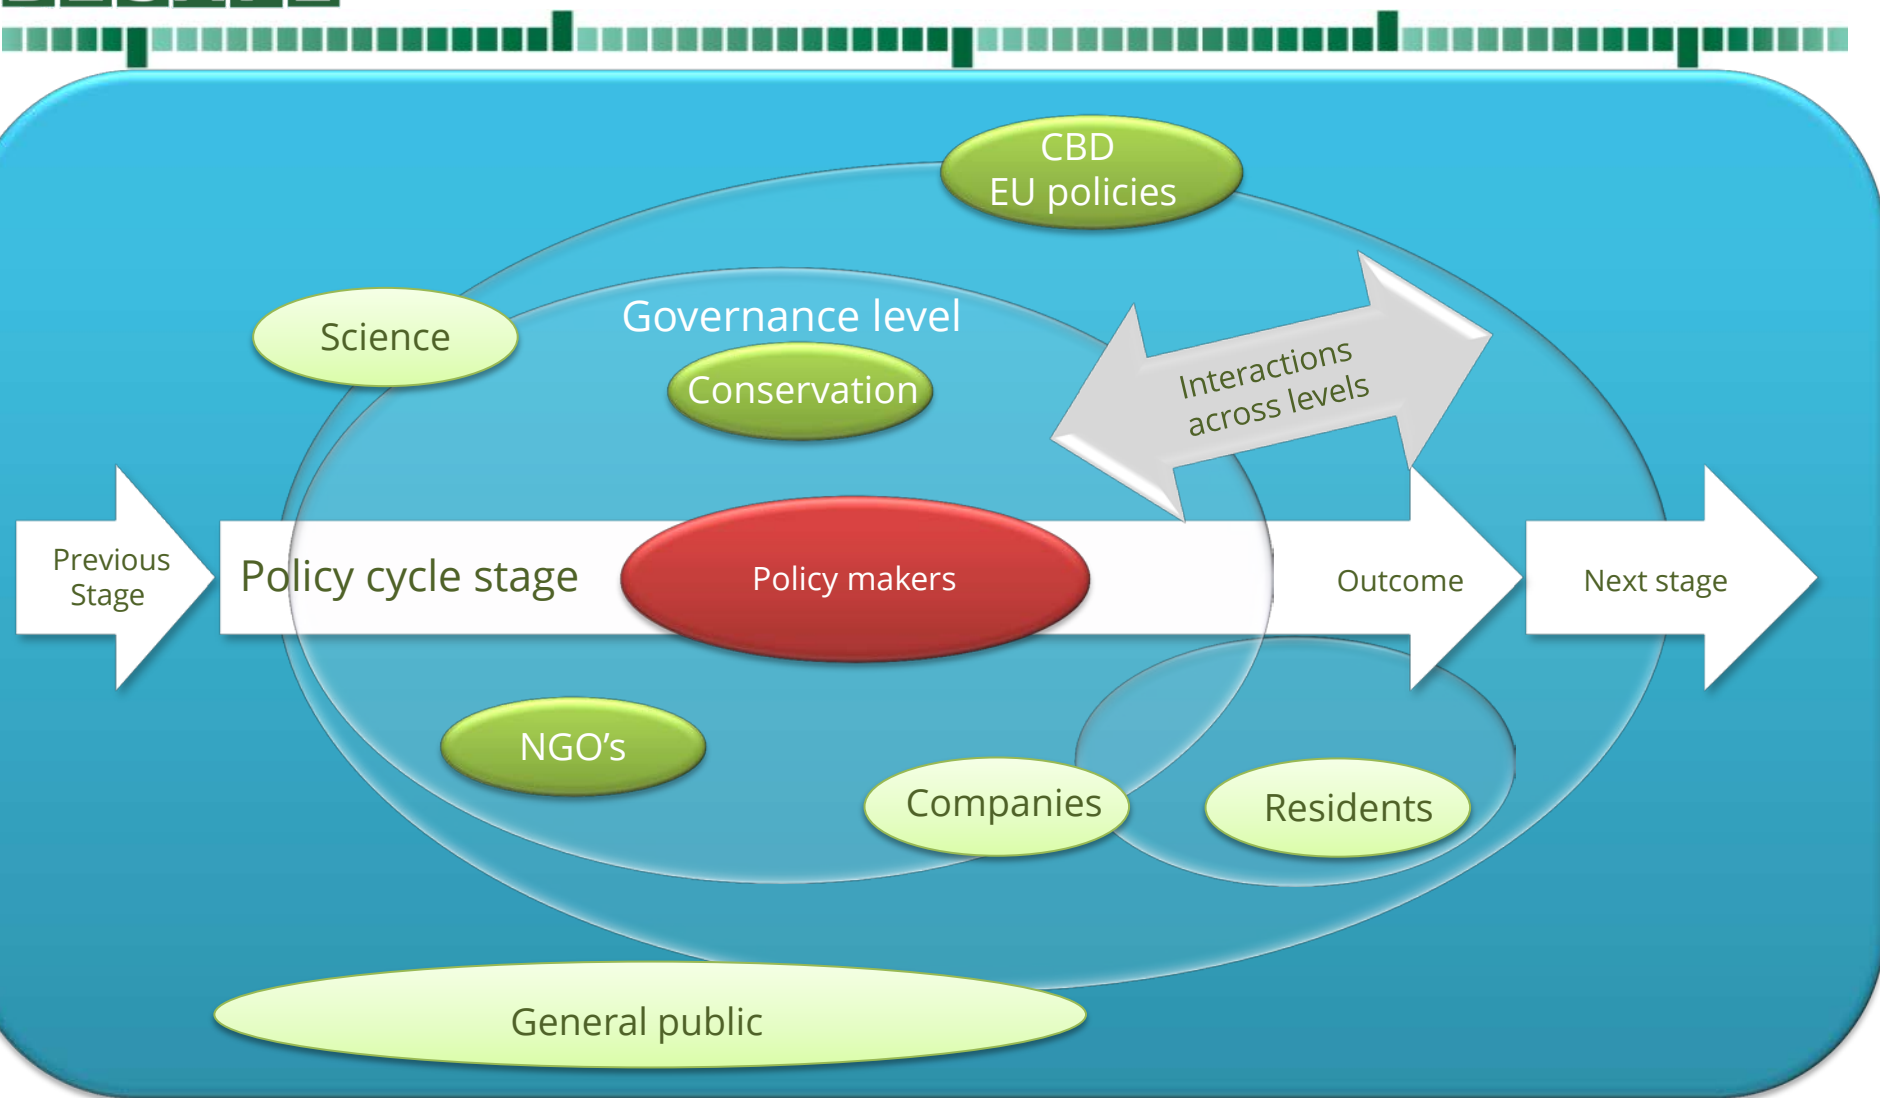 CBD
EU policies
Science
Governance level
Conservation
Interactions
across levels
Previous
Stage
Policy cycle stage
Policy makers
Outcome
Next stage
NGO’s
Companies
Residents
General public